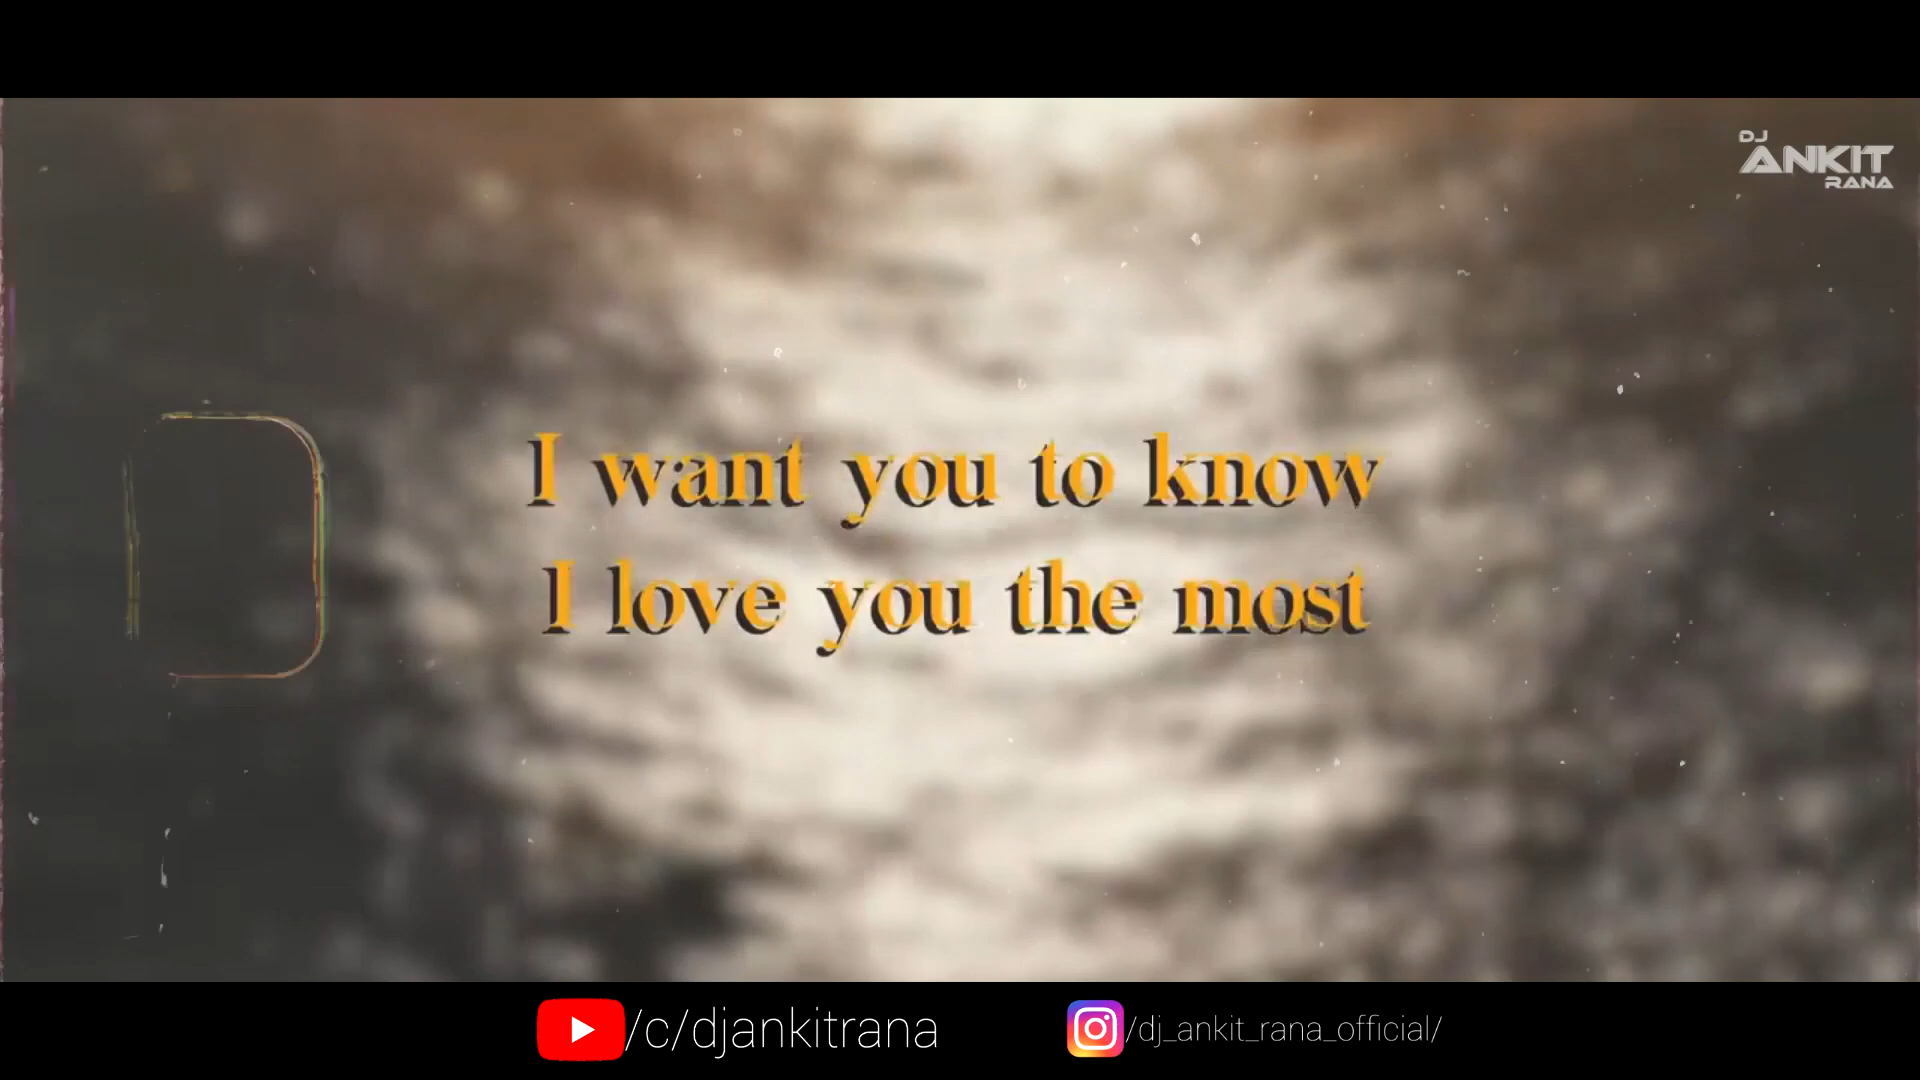 DJ
ANKIT
RANA
I want you to know
I love you the most
/c/djankitrana
/dj_ankit_rana_official/